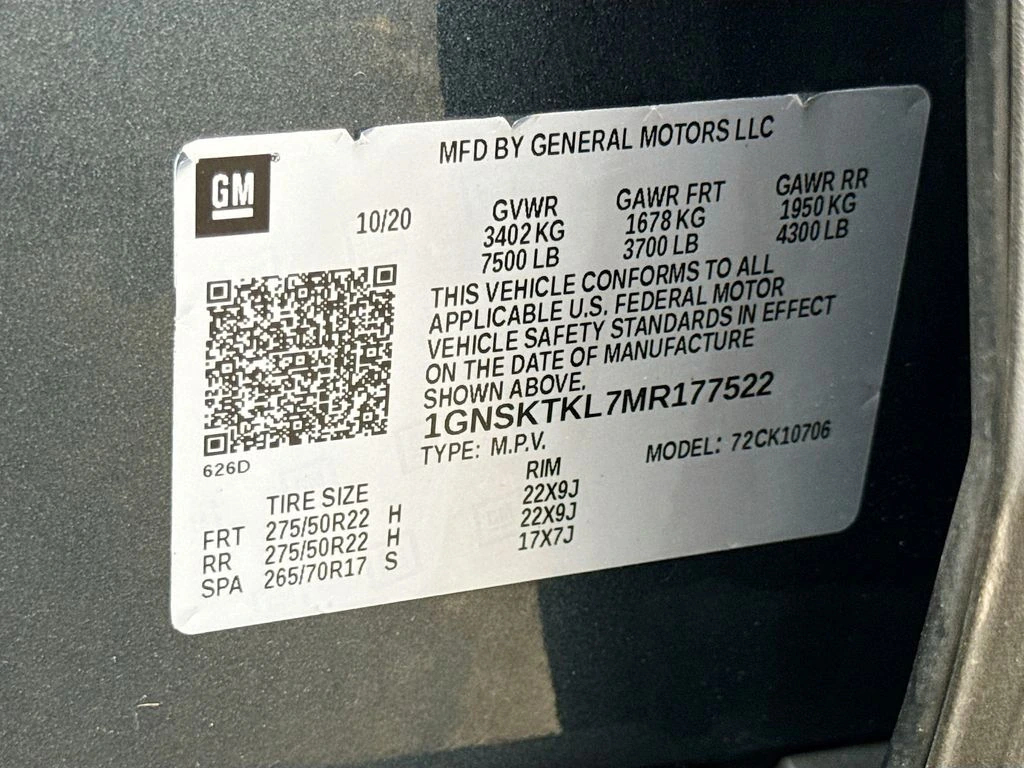 MFD BY GENERAL MOTORS LLC
GM
10/20
GVWR GAWR FRT GAWR RR
3402 KG 1678 KG 1950 KG
7500 LB 3700 LB 4300 LB
THIS VEHICLE CONFORMS TO ALL
APPLICABLE U.S. FEDERAL MOTOR
VEHICLE SAFETY STANDARDS IN EFFECT
ON THE DATE OF MANUFACTURE
SHOWN ABOVE.
1GNSKTKL7MR177522
TYPE: M.P.V. MODEL: 72CK10706
626D
TIRE SIZE RIM
FRT 275/50R22 H 22X9J
RR 275/50R22 H 22X9J
SPA 265/70R17 S 17X7J